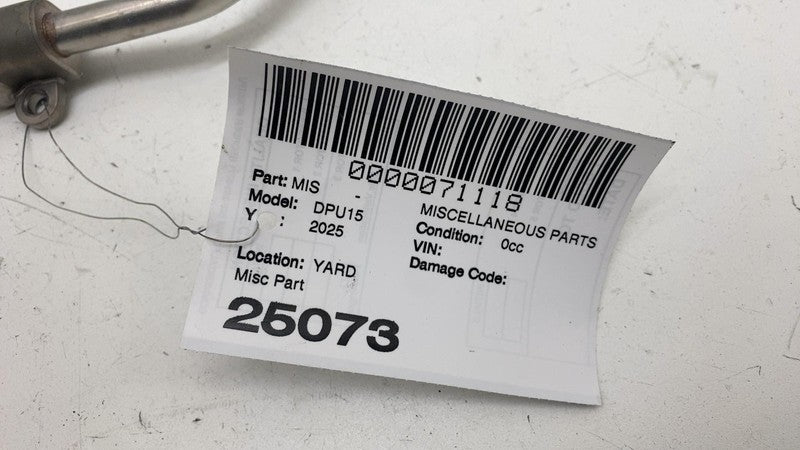 0000071118
Part: MIS - MISCELLANEOUS PARTS
Model: DPU15 Condition: 0cc
Y : 2025 VIN:
Damage Code:
Location: YARD
Misc Part
25073